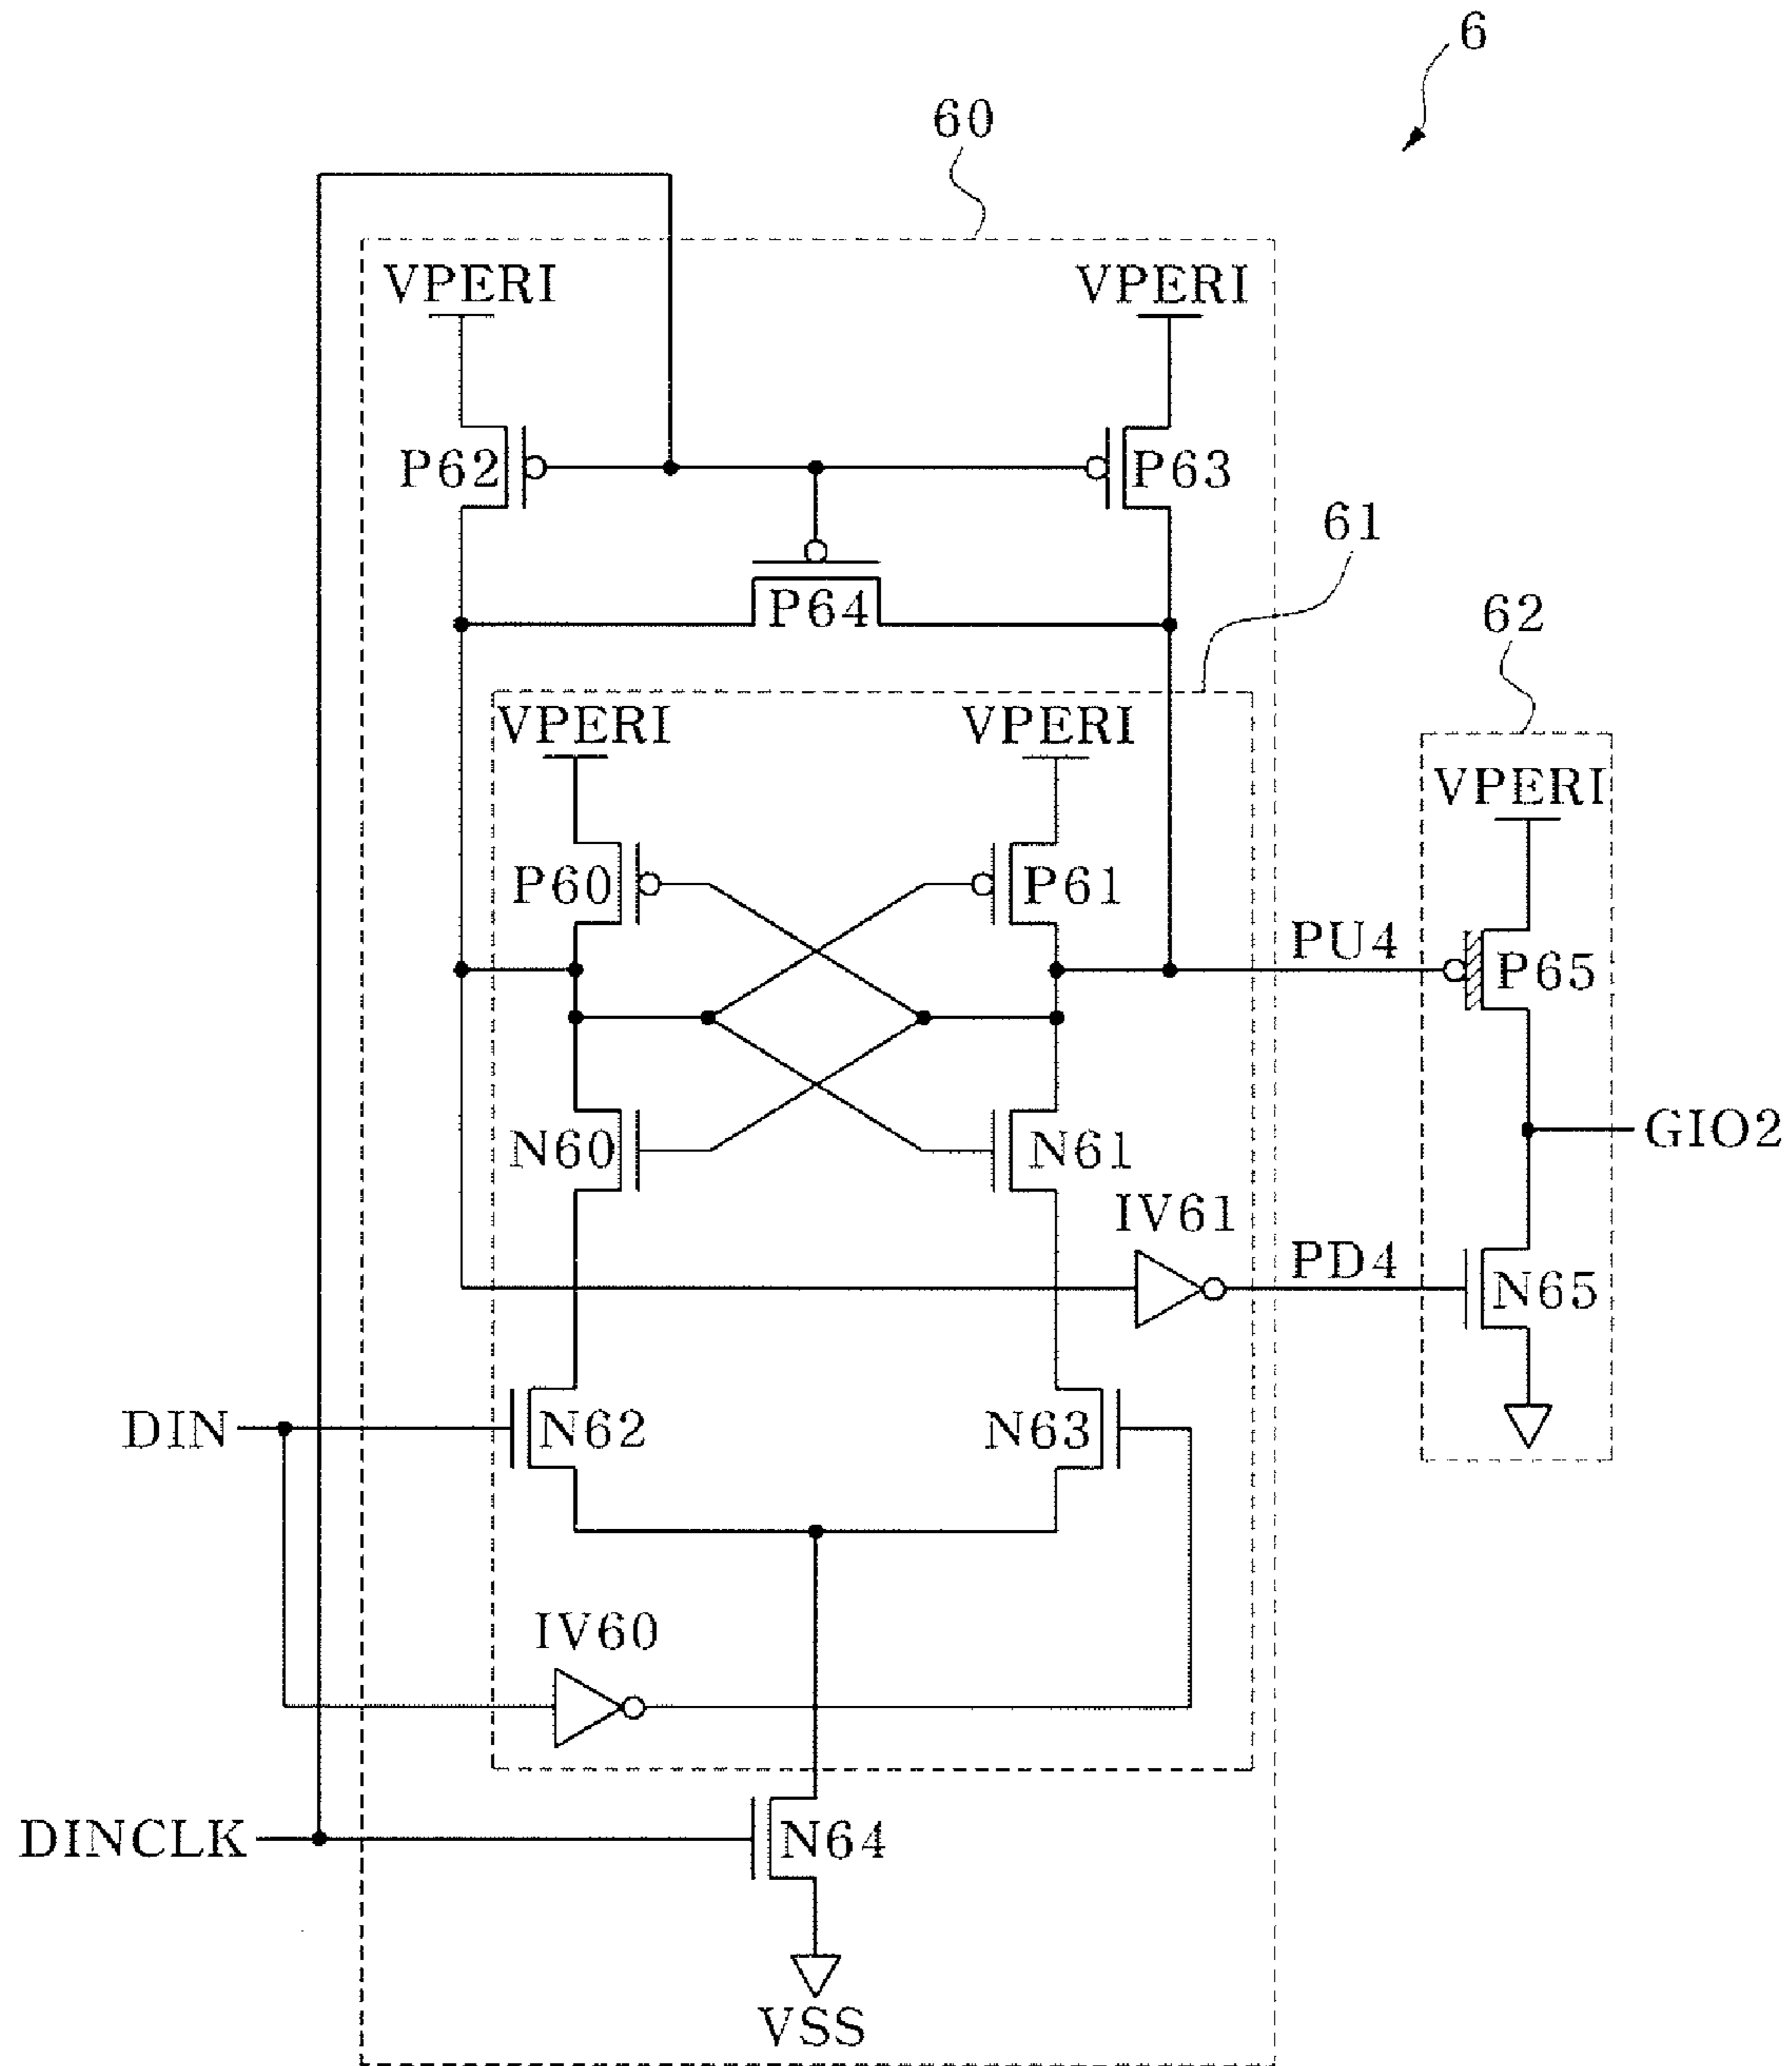 6
60
VPERI VPERI
P62 P63
61
P64
62
VPERI VPERI
VPERI
P60 P61
PU4
P65
N60 N61
GIO2
IV61
PD4
N65
DIN
N62 N63
IV60
DINCLK
N64
VSS